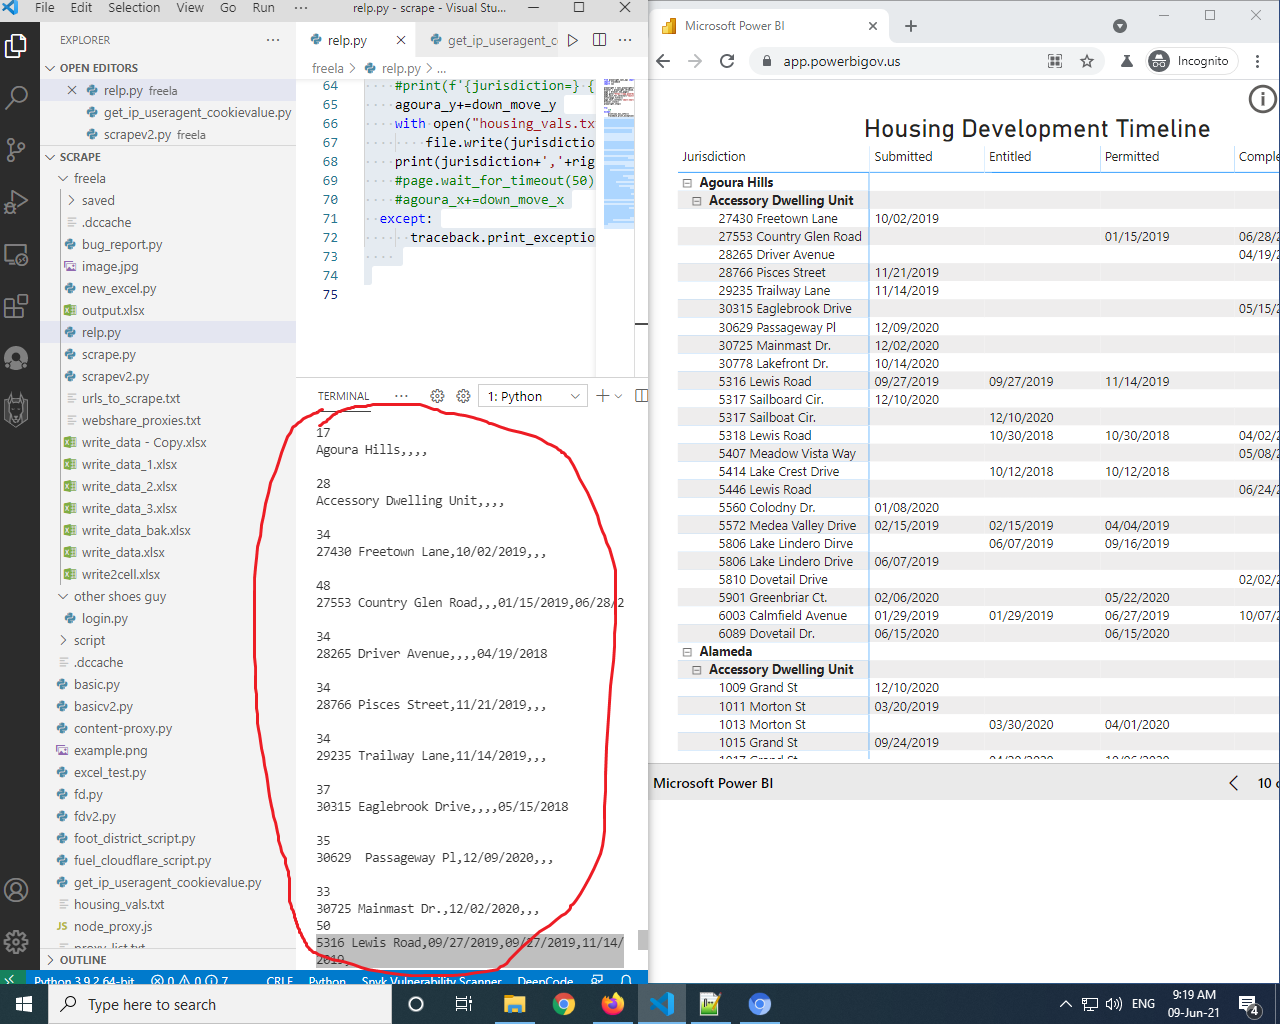 File Edit Selection View Go Run ··· relp.py - scrape - Visual Stu...
EXPLORER ···
OPEN EDITORS
relp.py freela
get_ip_useragent_cookievalue.py
scrapev2.py freela
SCRAPE
freela
saved
.dccache
bug_report.py
image.jpg
new_excel.py
output.xlsx
relp.py
scrape.py
scrapev2.py
urls_to_scrape.txt
webshare_proxies.txt
write_data - Copy.xlsx
write_data_1.xlsx
write_data_2.xlsx
write_data_3.xlsx
write_data_bak.xlsx
write_data.xlsx
write2cell.xlsx
other shoes guy
login.py
script
.dccache
basic.py
basicv2.py
content-proxy.py
example.png
excel_test.py
fd.py
fdv2.py
foot_district_script.py
fuel_cloudflare_script.py
get_ip_useragent_cookievalue.py
housing_vals.txt
node_proxy.js
proxy_list.txt
OUTLINE
relp.py get_ip_useragent_c
freela > relp.py > ...
64 #print(f'{jurisdiction=} {
65 agoura_y+=down_move_y
66 with open("housing_vals.tx
67 file.write(jurisdiction
68 print(jurisdiction+','+rig
69 #page.wait_for_timeout(50)
70 #agoura_x+=down_move_x
71 except:
72 traceback.print_exceptio
73
74
75
TERMINAL ··· 1: Python
17
Agoura Hills,,,,
28
Accessory Dwelling Unit,,,,
34
27430 Freetown Lane,10/02/2019,,,
48
27553 Country Glen Road,,,01/15/2019,06/28/2
34
28265 Driver Avenue,,,,04/19/2018
34
28766 Pisces Street,11/21/2019,,,
34
29235 Trailway Lane,11/14/2019,,,
37
30315 Eaglebrook Drive,,,,05/15/2018
35
30629  Passageway Pl,12/09/2020,,,
33
30725 Mainmast Dr.,12/02/2020,,,
50
5316 Lewis Road,09/27/2019,09/27/2019,11/14/
2019,
Python 3.9.2 64-bit 0 0 7 CRLF Python Snyk Vulnerability Scanner DeepCode
Microsoft Power BI
app.powerbigov.us Incognito
Housing Development Timeline
Jurisdiction Submitted Entitled Permitted Comple
Agoura Hills
Accessory Dwelling Unit
27430 Freetown Lane 10/02/2019
27553 Country Glen Road 01/15/2019 06/28/2
28265 Driver Avenue 04/19/2
28766 Pisces Street 11/21/2019
29235 Trailway Lane 11/14/2019
30315 Eaglebrook Drive 05/15/2
30629 Passageway Pl 12/09/2020
30725 Mainmast Dr. 12/02/2020
30778 Lakefront Dr. 10/14/2020
5316 Lewis Road 09/27/2019 09/27/2019 11/14/2019
5317 Sailboard Cir. 12/10/2020
5317 Sailboat Cir. 12/10/2020
5318 Lewis Road 10/30/2018 10/30/2018 04/02/2
5407 Meadow Vista Way 05/08/2
5414 Lake Crest Drive 10/12/2018 10/12/2018
5446 Lewis Road 06/24/2
5560 Colodny Dr. 01/08/2020
5572 Medea Valley Drive 02/15/2019 02/15/2019 04/04/2019
5806 Lake Lindero Dirve 06/07/2019 09/16/2019
5806 Lake Lindero Drive 06/07/2019
5810 Dovetail Drive 02/02/2
5901 Greenbriar Ct. 02/06/2020 05/22/2020
6003 Calmfield Avenue 01/29/2019 01/29/2019 06/27/2019 10/07/2
6089 Dovetail Dr. 06/15/2020 06/15/2020
Alameda
Accessory Dwelling Unit
1009 Grand St 12/10/2020
1011 Morton St 03/20/2019
1013 Morton St 03/30/2020 04/01/2020
1015 Grand St 09/24/2019
1017 Grand St
Microsoft Power BI 10 o
Type here to search
ENG 9:19 AM
09-Jun-21
4